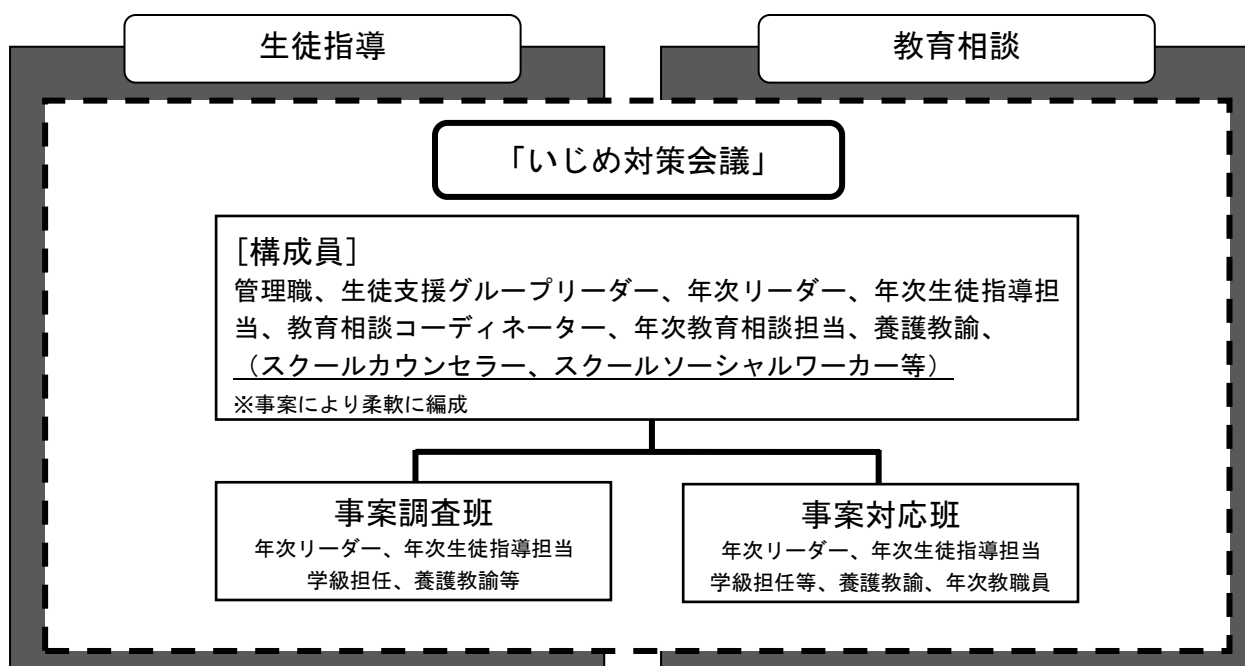 生徒指導
教育相談
「いじめ対策会議」
［構成員］
管理職、生徒支援グループリーダー、年次リーダー、年次生徒指導担
当、教育相談コーディネーター、年次教育相談担当、養護教諭、
（スクールカウンセラー、スクールソーシャルワーカー等）
※事案により柔軟に編成
事案調査班
年次リーダー、年次生徒指導担当
学級担任、養護教諭等
事案対応班
年次リーダー、年次生徒指導担当
学級担任等、養護教諭、年次教職員